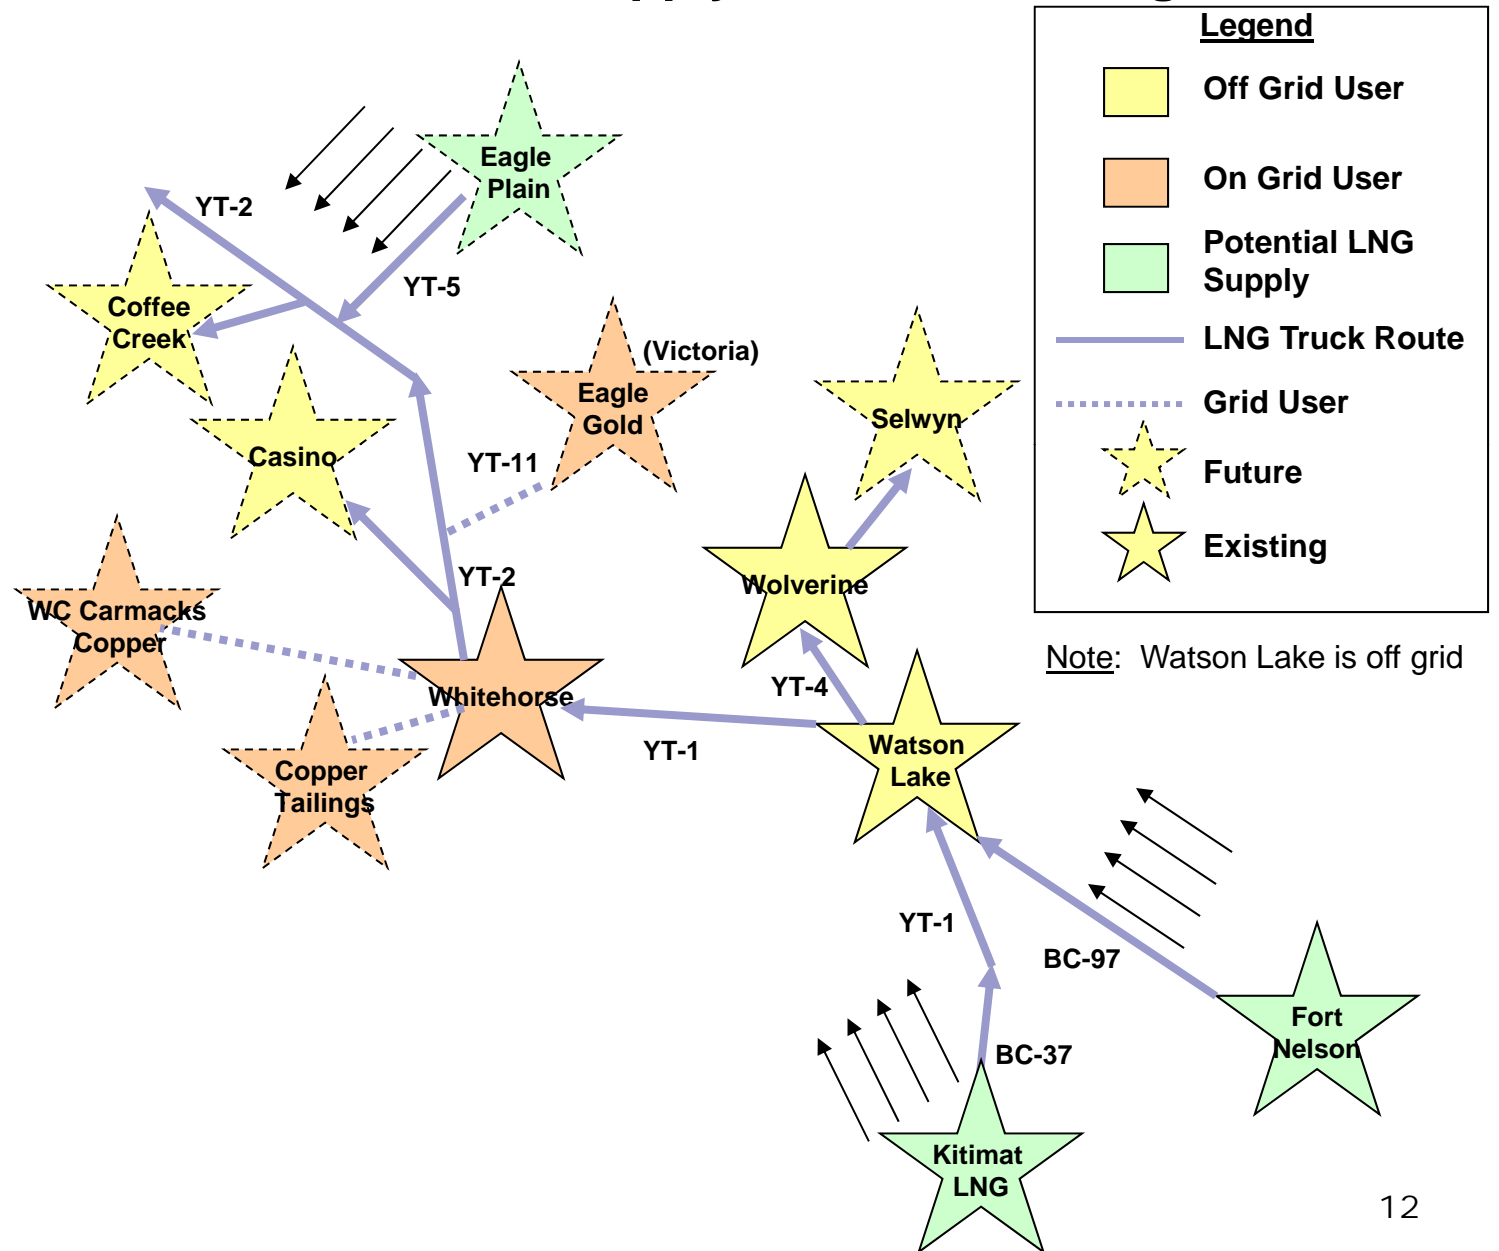 Legend
Off Grid User
On Grid User
Potential LNG
Supply
LNG Truck Route
Grid User
Future
Existing
Note: Watson Lake is off grid
Eagle
Plain
YT-2
YT-5
Coffee
Creek
(Victoria)
Eagle
Gold
Selwyn
Casino
YT-11
YT-2
Wolverine
WC Carmacks
Copper
Whitehorse
YT-4
YT-1
Watson
Lake
Copper
Tailings
YT-1
BC-97
BC-37
Fort
Nelson
Kitimat
LNG
12